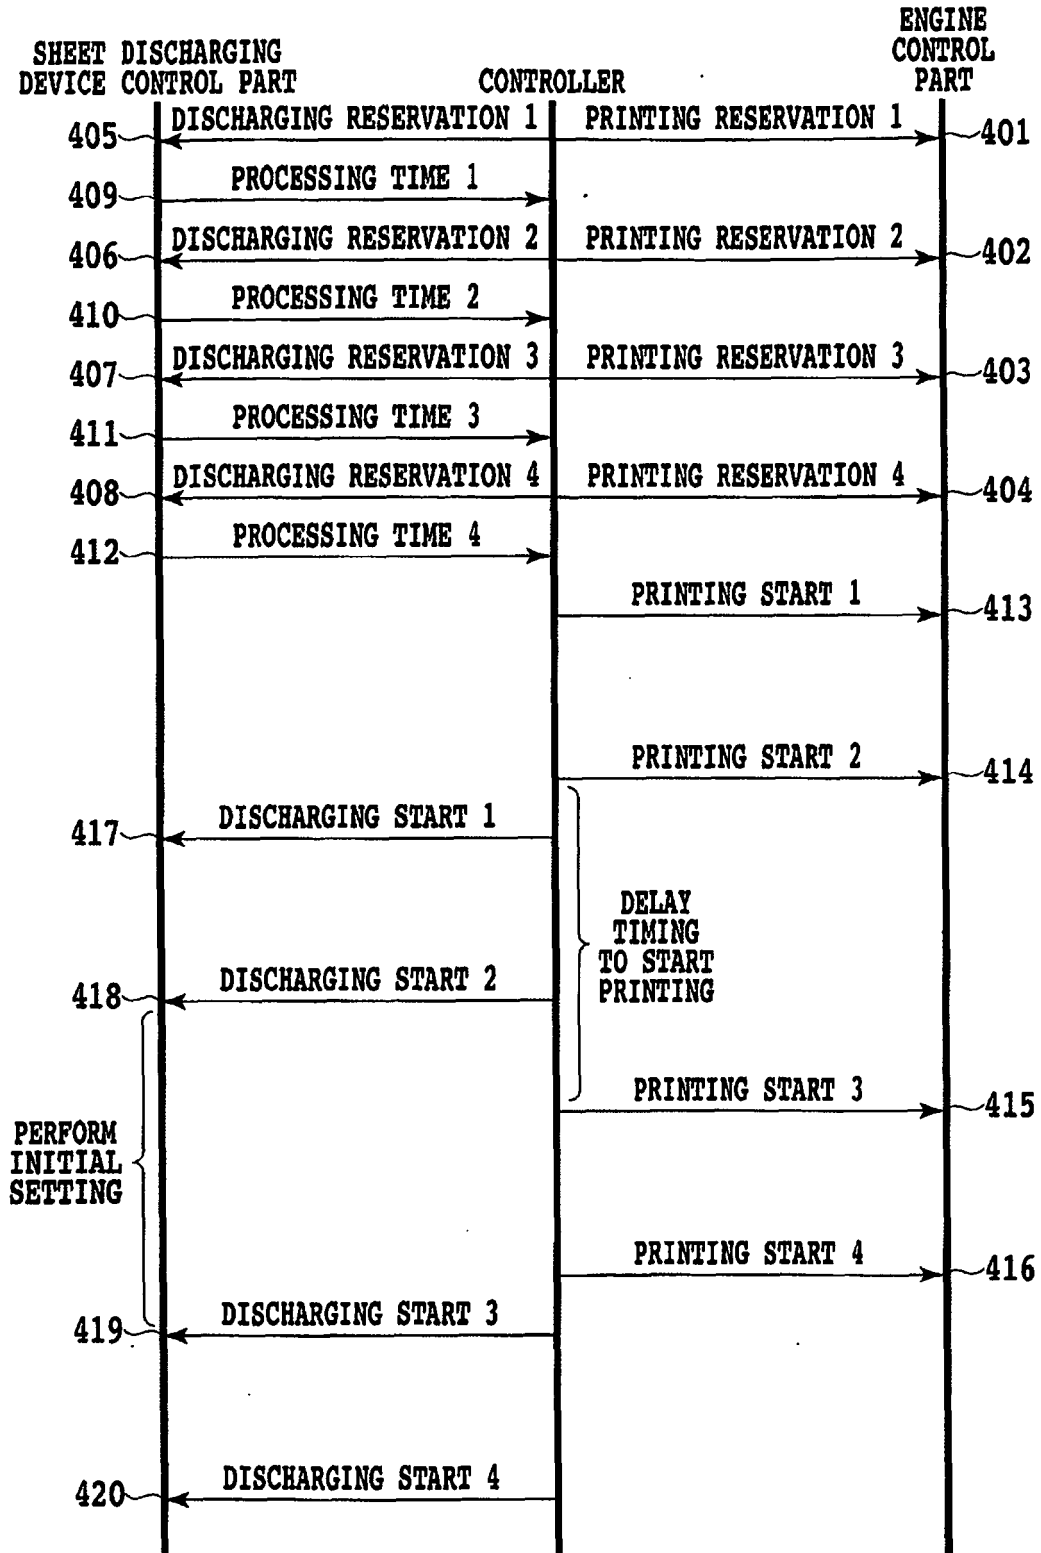 SHEET DISCHARGING
DEVICE CONTROL PART
CONTROLLER
ENGINE
CONTROL
PART
405
DISCHARGING RESERVATION 1
PRINTING RESERVATION 1
401
409
PROCESSING TIME 1
406
DISCHARGING RESERVATION 2
PRINTING RESERVATION 2
402
410
PROCESSING TIME 2
407
DISCHARGING RESERVATION 3
PRINTING RESERVATION 3
403
411
PROCESSING TIME 3
408
DISCHARGING RESERVATION 4
PRINTING RESERVATION 4
404
412
PROCESSING TIME 4
PRINTING START 1
413
PRINTING START 2
414
417
DISCHARGING START 1
DELAY
TIMING
TO START
PRINTING
418
DISCHARGING START 2
PRINTING START 3
415
PERFORM
INITIAL
SETTING
PRINTING START 4
416
419
DISCHARGING START 3
420
DISCHARGING START 4